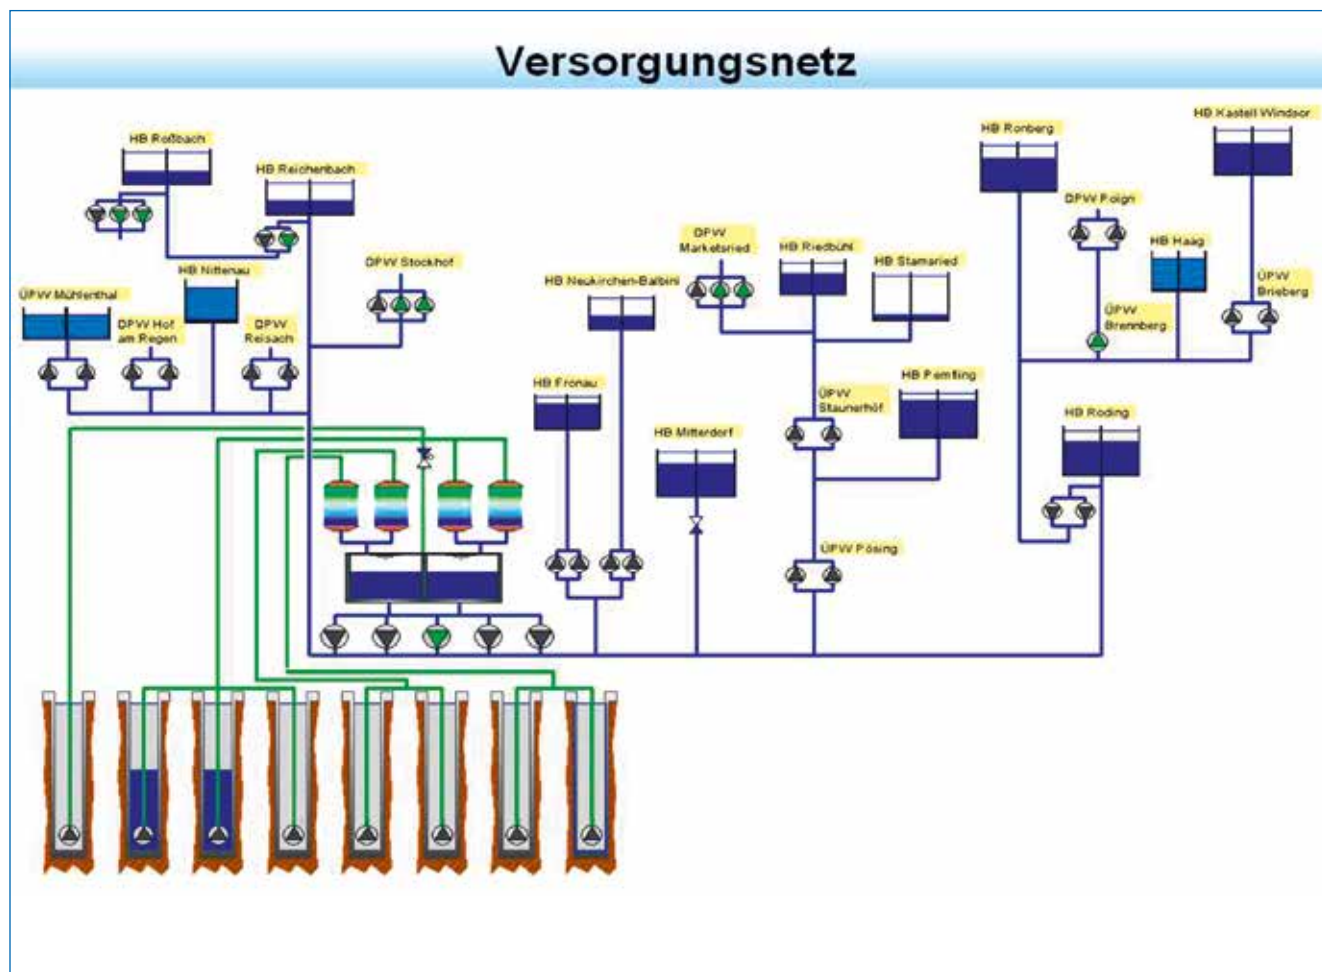 Versorgungsnetz
HB Roßbach
HB Reichenbach
DPW Stockhof
HB Nittenau
ÜPW Mühlenthal
DPW Hof
am Regen
DPW
Reisach
HB Neukirchen-Balbini
HB Fronau
HB Mitterdorf
DPW
Marketsried
HB Riedbühl
HB Stamsried
ÜPW
Staunerhöf
HB Pemfling
ÜPW Pösing
HB Ronberg
HB Kastell Windsor
DPW Poign
HB Haag
ÜPW
Brennberg
ÜPW
Brieberg
HB Roding